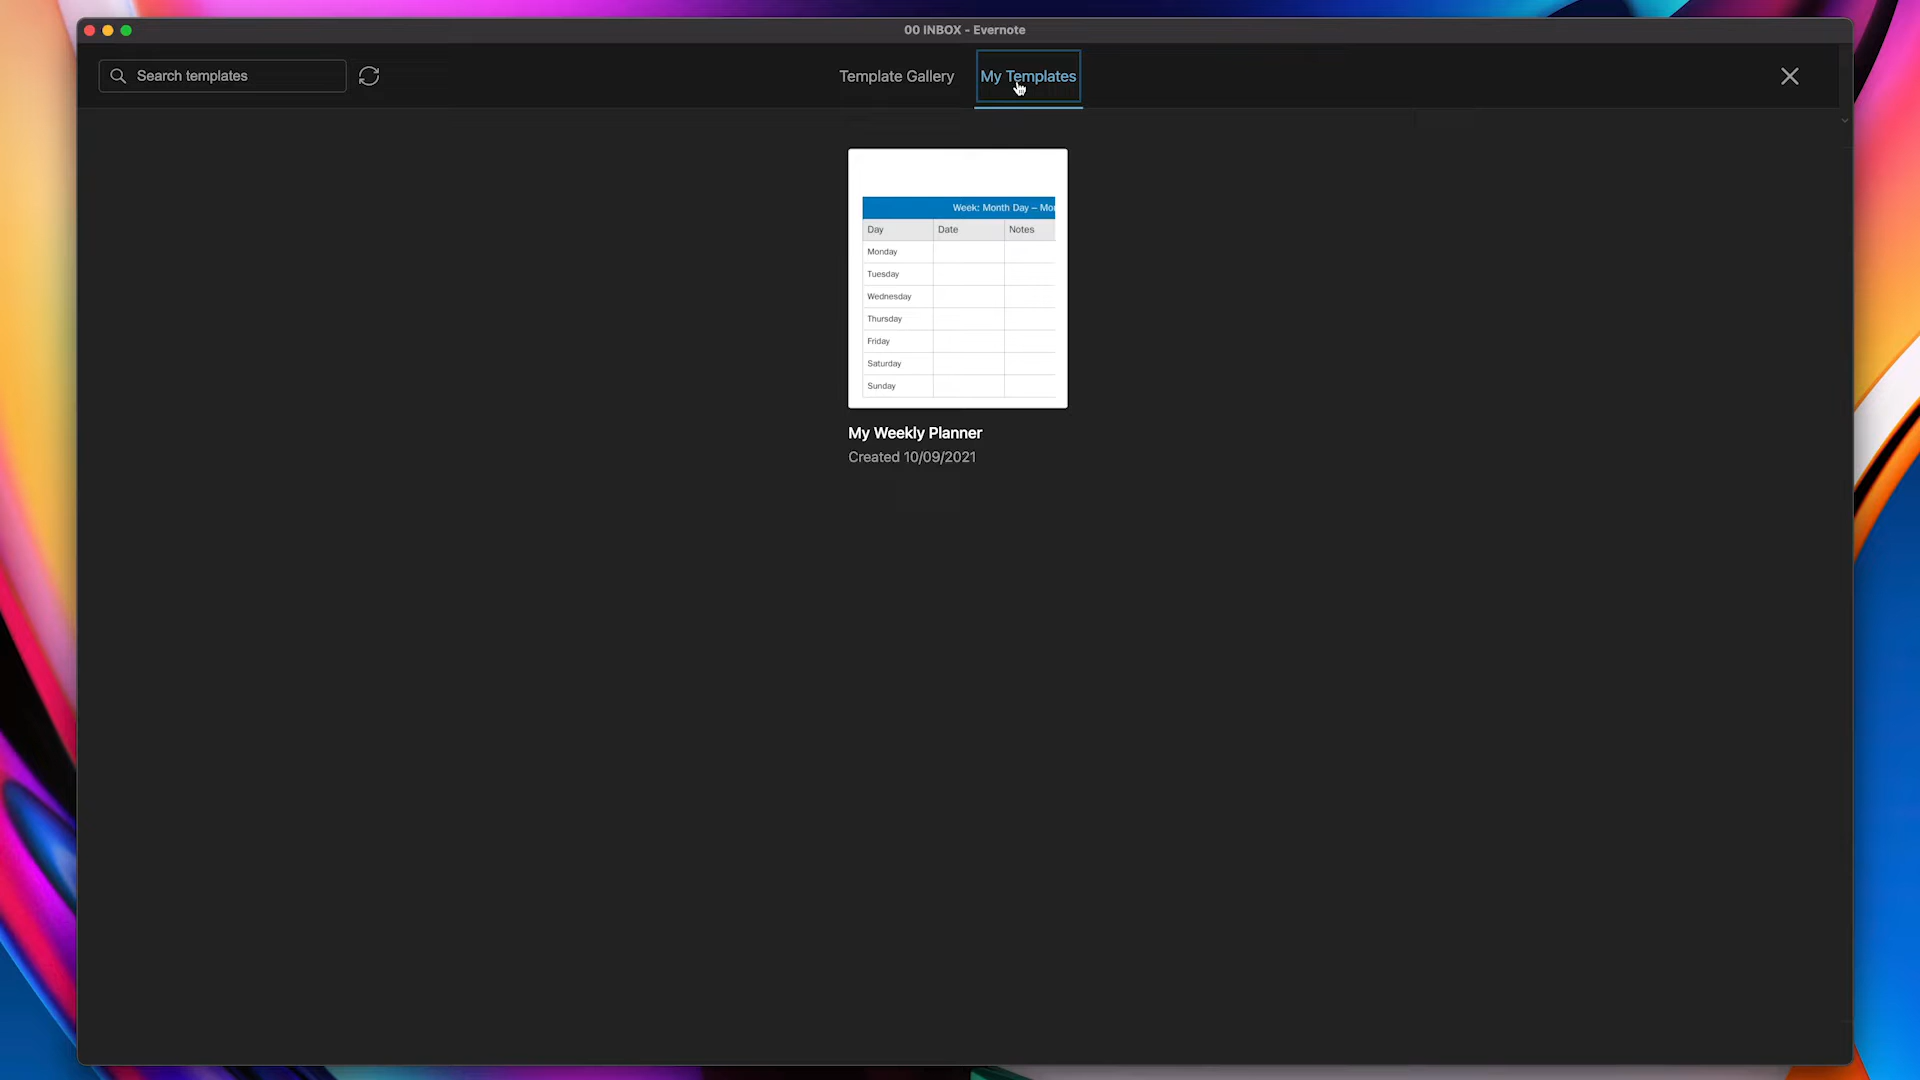 00 INBOX - Evernote
Search templates
Template Gallery
My Templates
Week: Month Day – Mo
Day Date Notes
Monday
Tuesday
Wednesday
Thursday
Friday
Saturday
Sunday
My Weekly Planner
Created 10/09/2021